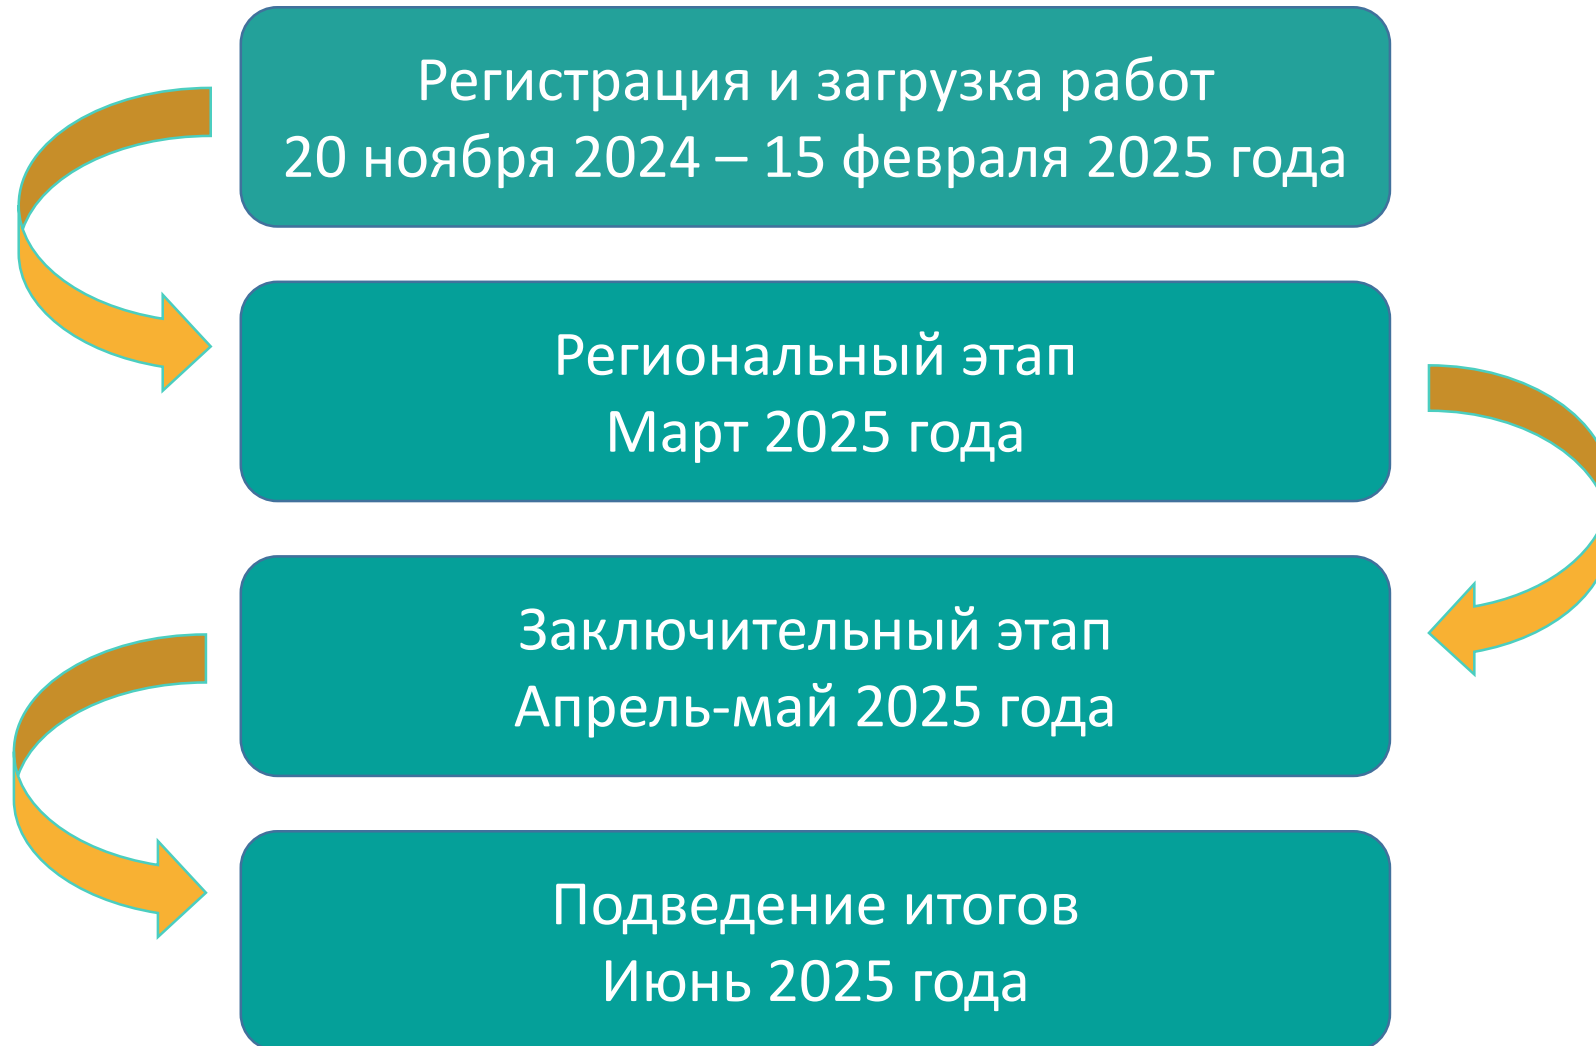 Регистрация и загрузка работ
20 ноября 2024 – 15 февраля 2025 года
Региональный этап
Март 2025 года
Заключительный этап
Апрель-май 2025 года
Подведение итогов
Июнь 2025 года